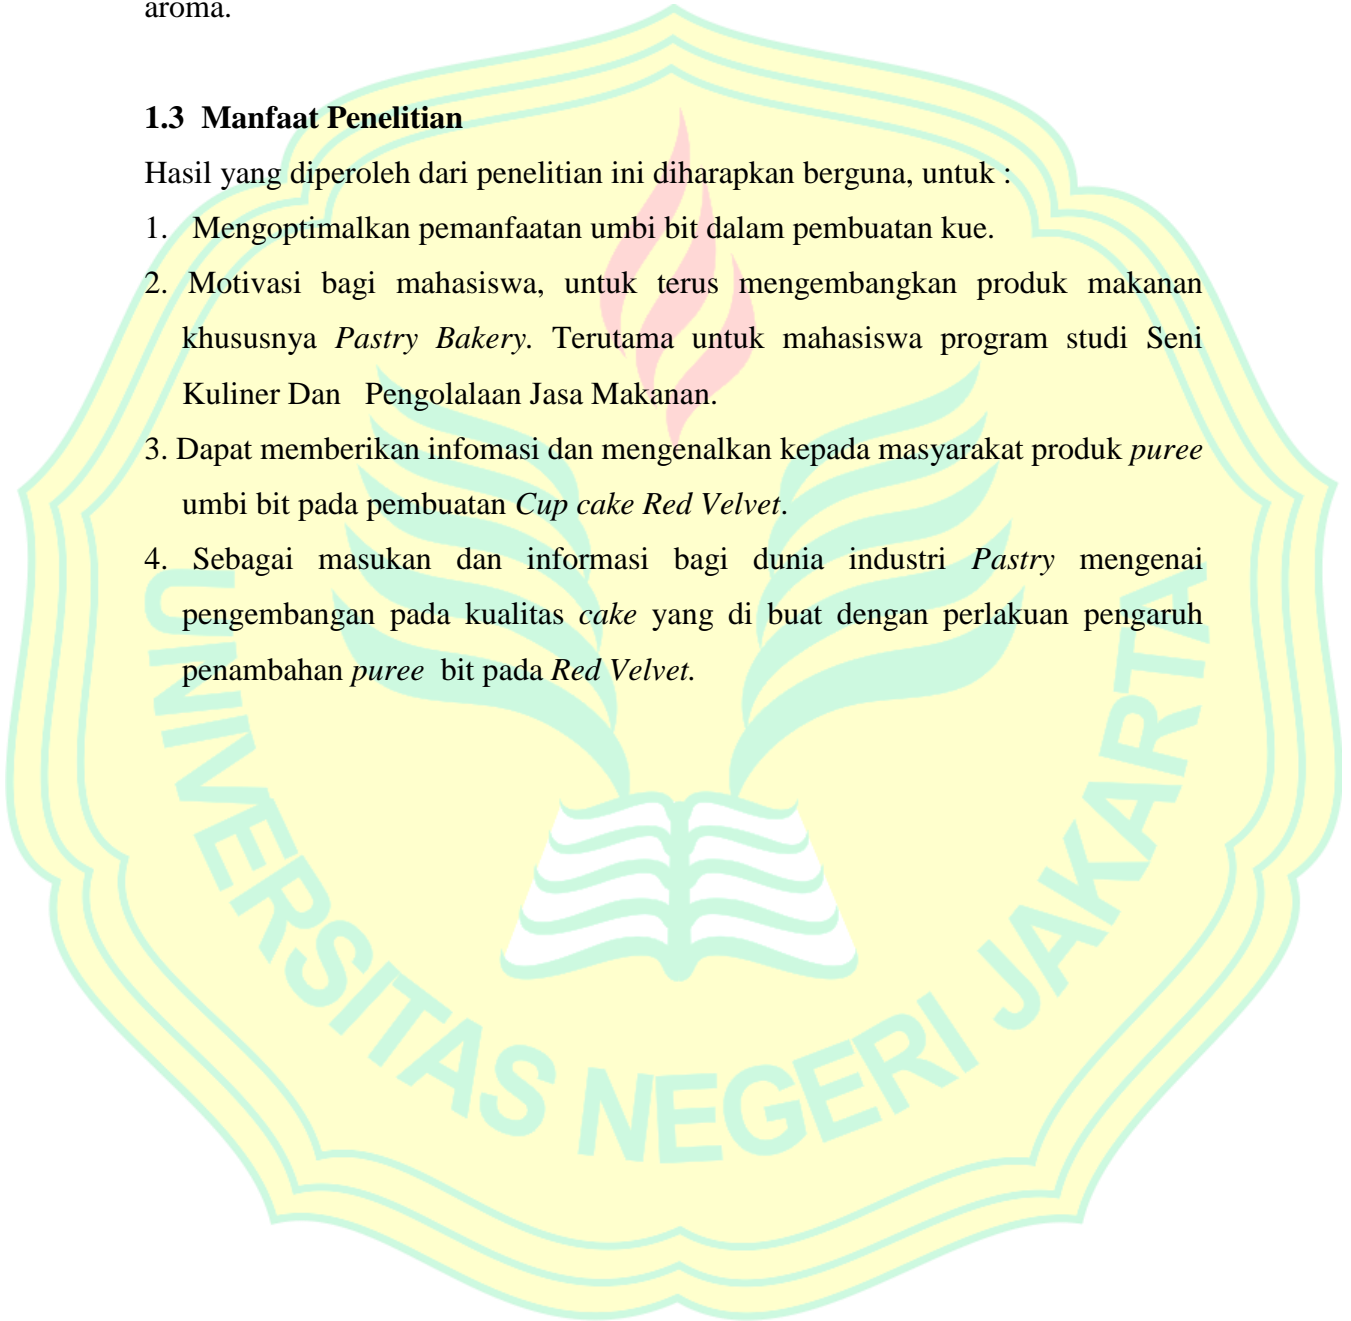 aroma.
1.3 Manfaat Penelitian
Hasil yang diperoleh dari penelitian ini diharapkan berguna, untuk :
1. Mengoptimalkan pemanfaatan umbi bit dalam pembuatan kue.
2. Motivasi bagi mahasiswa, untuk terus mengembangkan produk makanan
khususnya Pastry Bakery. Terutama untuk mahasiswa program studi Seni
Kuliner Dan Pengolalaan Jasa Makanan.
3. Dapat memberikan infomasi dan mengenalkan kepada masyarakat produk puree
umbi bit pada pembuatan Cup cake Red Velvet.
4. Sebagai masukan dan informasi bagi dunia industri Pastry mengenai
pengembangan pada kualitas cake yang di buat dengan perlakuan pengaruh
penambahan puree bit pada Red Velvet.
UNIVERSITAS NEGERI JAKARTA